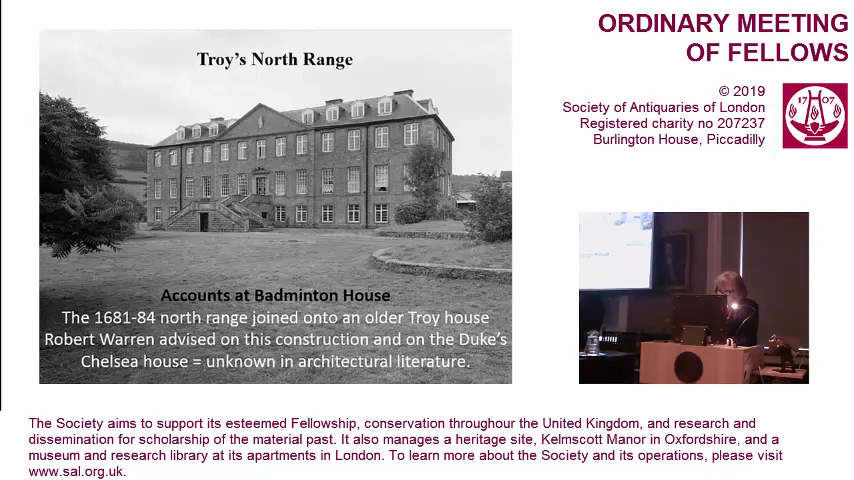 Troy's North Range
Accounts at Badminton House
The 1681-84 north range joined onto an older Troy house
Robert Warren advised on this construction and on the Duke's
Chelsea house = unknown in architectural literature.
ORDINARY MEETING
OF FELLOWS
© 2019
Society of Antiquaries of London
Registered charity no 207237
Burlington House, Piccadilly
17 07
The Society aims to support its esteemed Fellowship, conservation throughour the United Kingdom, and research and
dissemination for scholarship of the material past. It also manages a heritage site, Kelmscott Manor in Oxfordshire, and a
museum and research library at its apartments in London. To learn more about the Society and its operations, please visit
www.sal.org.uk.